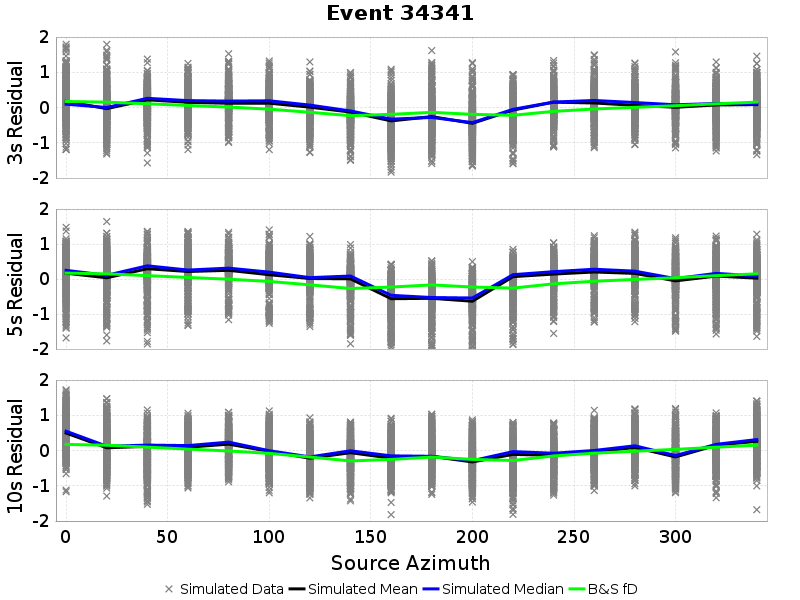 Event 34341
3s Residual
2
1
0
-1
-2
5s Residual
2
1
0
-1
-2
10s Residual
2
1
0
-1
-2
0 50 100 150 200 250 300
Source Azimuth
Simulated Data Simulated Mean Simulated Median B&S fD